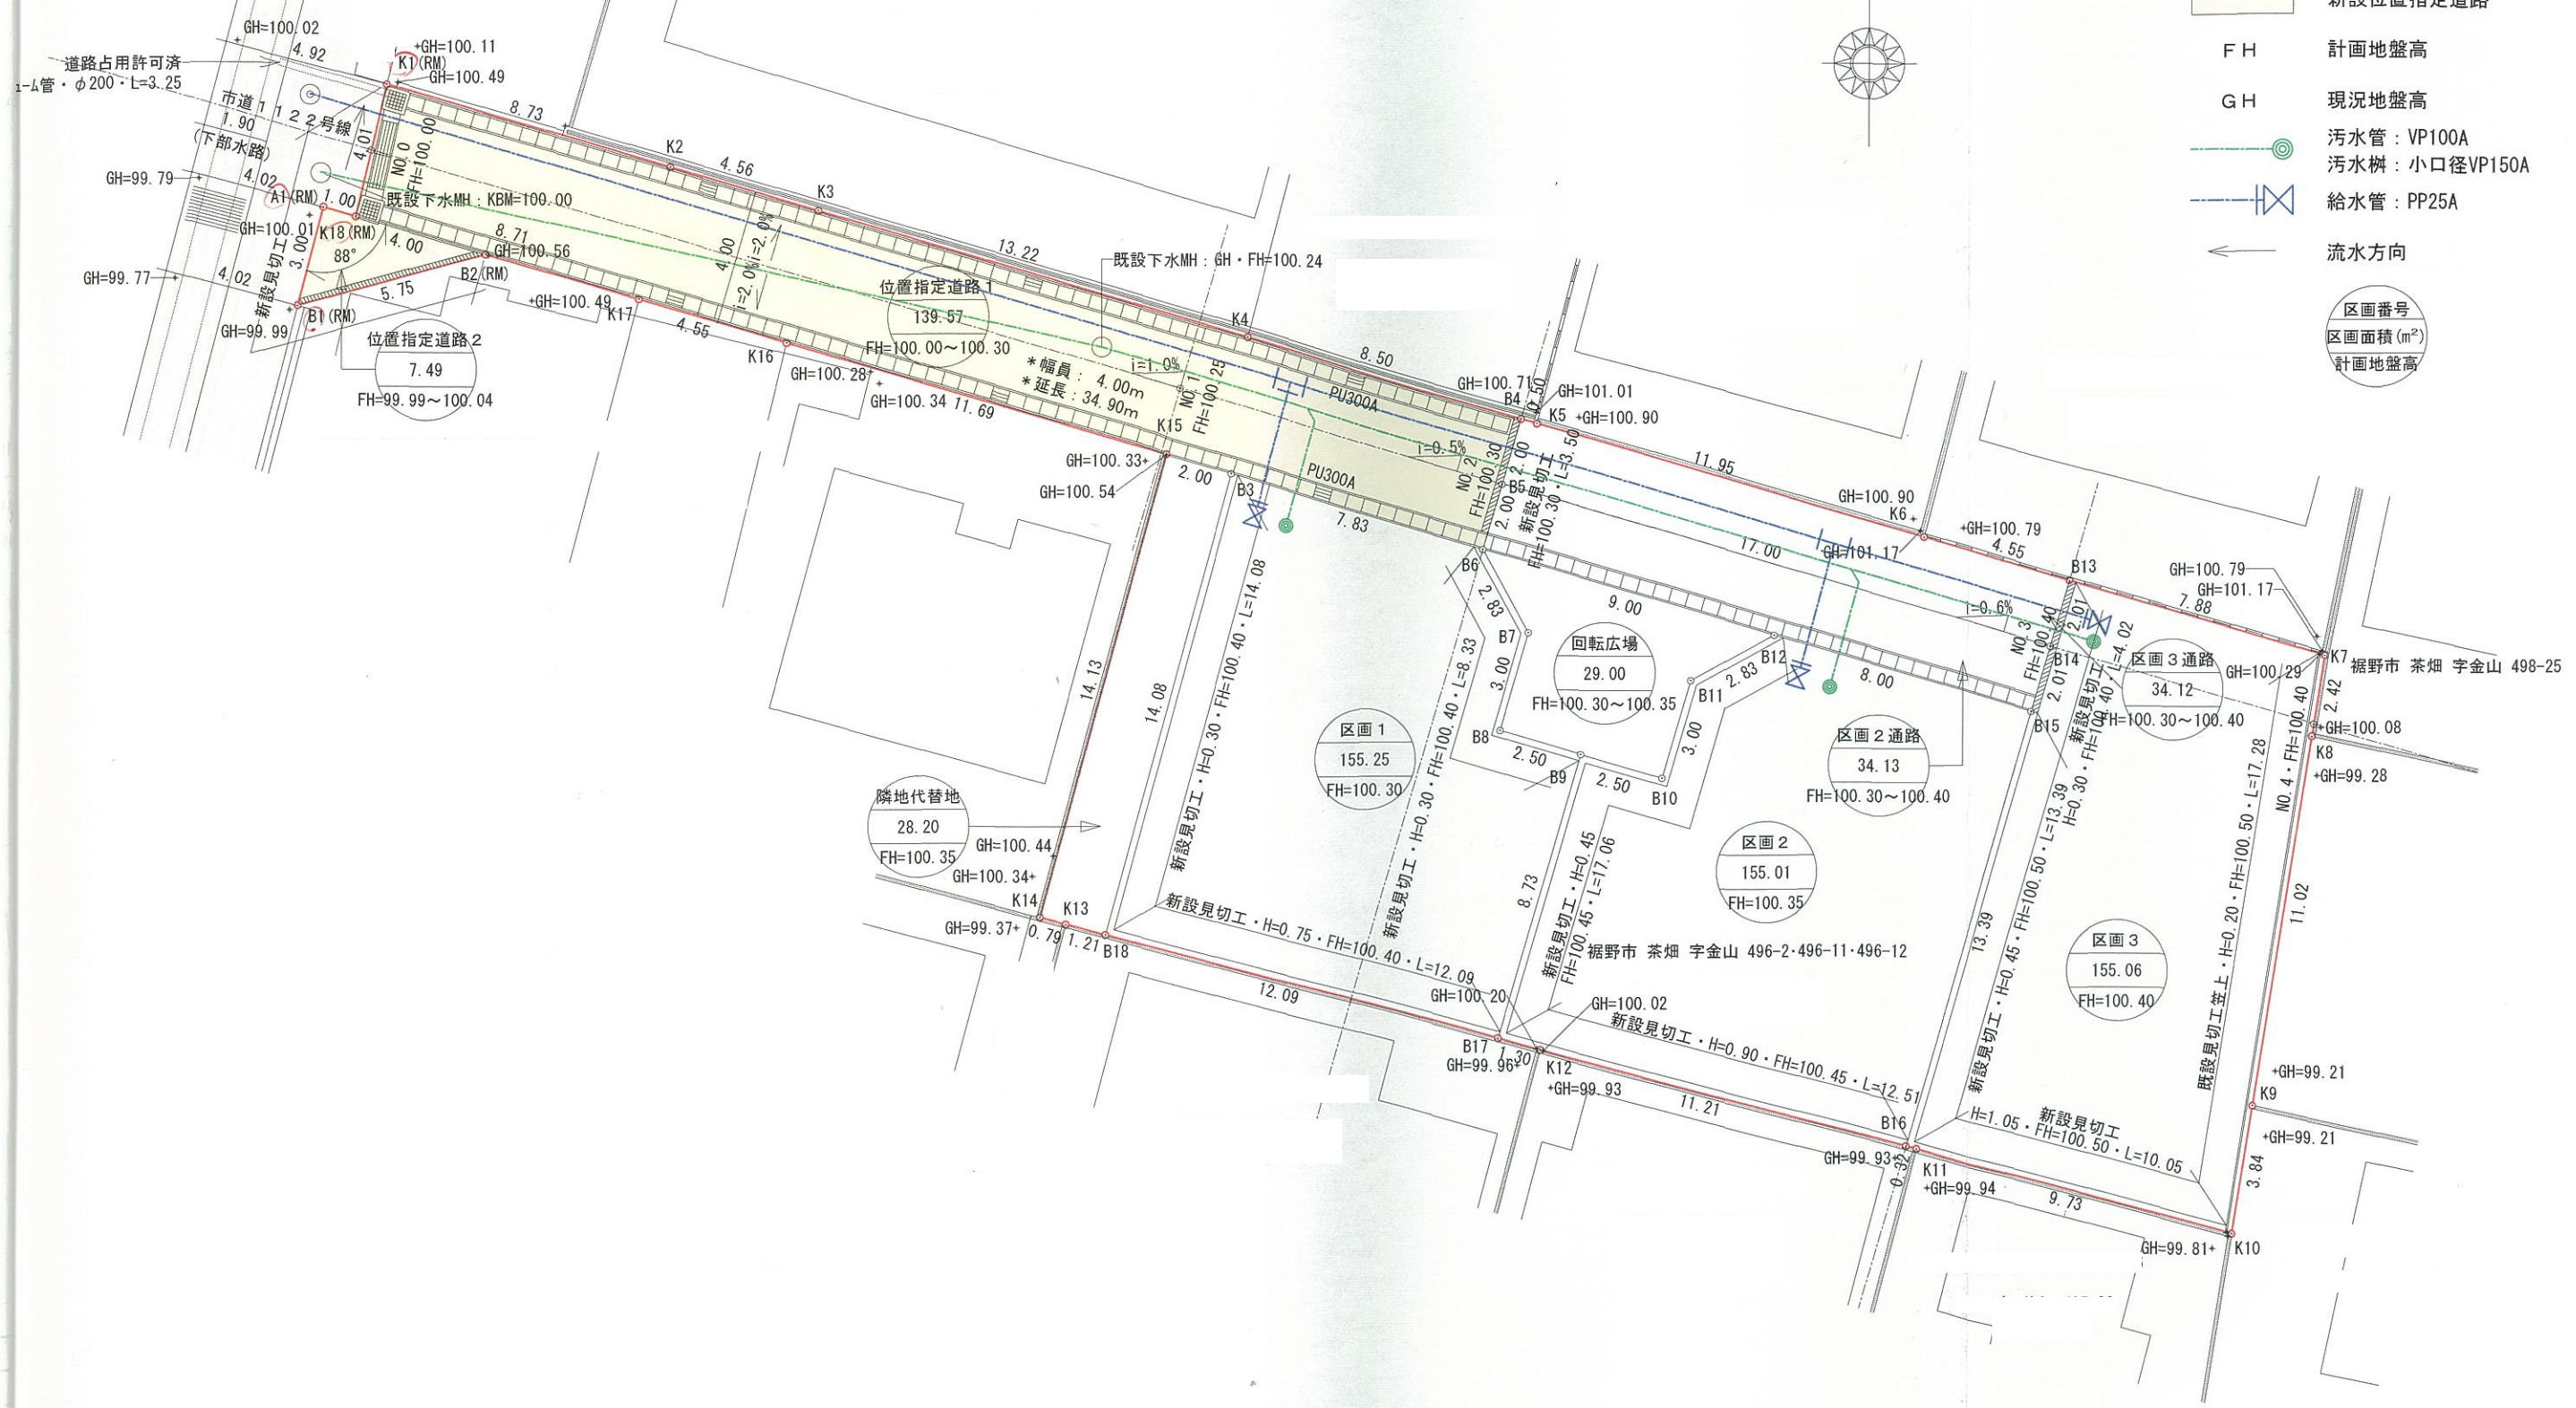 新設位置指定道路
FH 計画地盤高
GH 現況地盤高
汚水管：VP100A
汚水桝：小口径VP150A
給水管：PP25A
流水方向
区画番号
区画面積(m²)
計画地盤高
GH=100.02
4.92
道路占用許可済
ューム管・φ200・L=3.25
市道１１２２号線
1.90
(下部水路)
GH=99.79
4.02
GH=99.77
4.02
+GH=100.11
K1(RM)
GH=100.49
8.73
4.01
NO.0
FH=100.00
A1(RM)
1.00
既設下水MH：KBM=100.00
GH=100.01
K18(RM)
新設見切工
3.00
88°
4.00
8.71
GH=100.56
B2(RM)
5.75
B1(RM)
GH=99.99
位置指定道路２
7.49
FH=99.99～100.04
+GH=100.49
K17
4.55
K16
K2
4.56
K3
13.22
4.00
i=2.0%
i=2.0%
位置指定道路１
139.57
FH=100.00～100.30
既設下水MH：GH・FH=100.24
＊幅員： 4.00m
＊延長：34.90m
i=1.0%
NO.1
FH=100.25
GH=100.28+
GH=100.34
11.69
K15
GH=100.33+
GH=100.54
2.00
B3
K4
8.50
PU300A
PU300A
7.83
GH=100.71
B4
0.50
GH=101.01
K5
+GH=100.90
i=0.5%
NO.2
FH=100.30
2.00
B5
2.00
新設見切工
FH=100.30・L=3.50
B6
11.95
17.00
GH=100.90
K6
+GH=100.79
GH=101.17
4.55
B13
7.88
GH=100.79
GH=101.17
K7
裾野市 茶畑 字金山 498-25
i=0.6%
NO.3
FH=100.40
2.01
B14
2.01
B15
新設見切工
H=0.30・FH=100.40・L=4.02
区画３通路
34.12
FH=100.30～100.40
GH=100.29
2.42
+GH=100.08
K8
+GH=99.28
NO.4・FH=100.40
9.00
2.83
B7
3.00
B8
2.50
B9
2.50
B10
3.00
B11
2.83
B12
8.00
回転広場
29.00
FH=100.30～100.35
区画２通路
34.13
FH=100.30～100.40
14.13
14.08
新設見切工・H=0.30・FH=100.40・L=14.08
区画１
155.25
FH=100.30
新設見切工・H=0.30・FH=100.40・L=8.33
隣地代替地
28.20
FH=100.35
GH=100.44
GH=100.34+
K14
K13
GH=99.37+
0.79
1.21
B18
新設見切工・H=0.75・FH=100.40・L=12.09
12.09
8.73
新設見切工・H=0.45
FH=100.45・L=17.06
区画２
155.01
FH=100.35
裾野市 茶畑 字金山 496-2・496-11・496-12
GH=100.20
GH=100.02
B17
1.30
GH=99.96+
K12
+GH=99.93
新設見切工・H=0.90・FH=100.45・L=12.51
11.21
13.39
新設見切工・H=0.45・FH=100.50・L=13.39
区画３
155.06
FH=100.40
既設見切工笠上・H=0.20・FH=100.50・L=17.28
11.02
+GH=99.21
K9
+GH=99.21
3.84
B16
GH=99.93+
0.32
K11
+GH=99.94
新設見切工
H=1.05・FH=100.50・L=10.05
9.73
GH=99.81+
K10